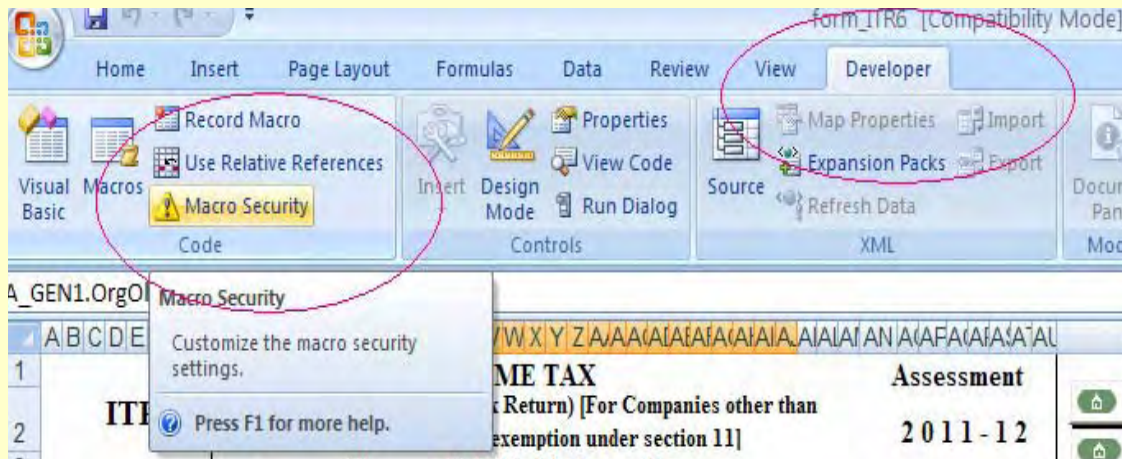 form_ITR6 [Compatibility Mode]
Home Insert Page Layout Formulas Data Review View Developer
Visual Basic
Macros
Record Macro
Use Relative References
Macro Security
Code
Insert
Design Mode
Properties
View Code
Run Dialog
Controls
Source
Map Properties
Expansion Packs
Refresh Data
Import
Export
XML
Macro Security
Customize the macro security
settings.
Press F1 for more help.
A B C D E
W X Y Z
AN
1
ME TAX
Assessment
2
Return) [For Companies other than
exemption under section 11]
2011-12